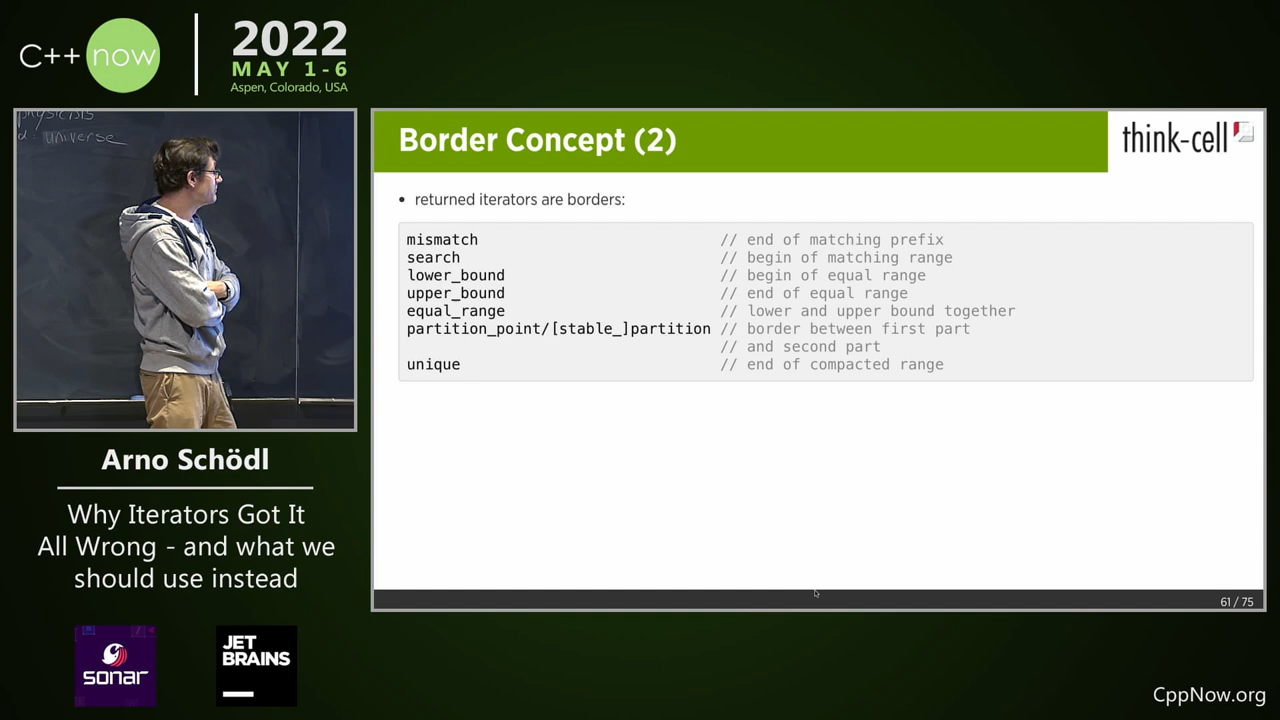 C++ now
2022
MAY 1-6
Aspen, Colorado, USA
physicists
d: universe
Arno Schödl
Why Iterators Got It
All Wrong - and what we
should use instead
sonar
JET
BRAINS
Border Concept (2)
think-cell
• returned iterators are borders:
mismatch // end of matching prefix
search // begin of matching range
lower_bound // begin of equal range
upper_bound // end of equal range
equal_range // lower and upper bound together
partition_point/[stable_]partition // border between first part
// and second part
unique // end of compacted range
61 / 75
CppNow.org